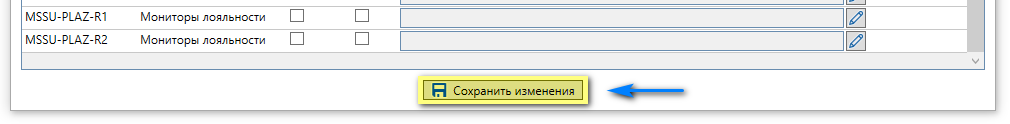 MSSU-PLAZ-R1 Мониторы лояльности
MSSU-PLAZ-R2 Мониторы лояльности
Сохранить изменения